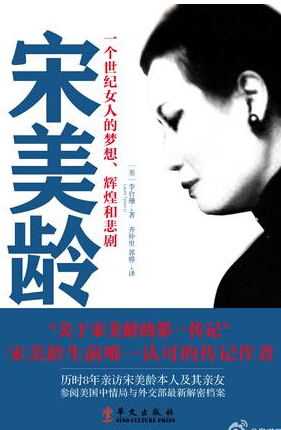 宋美龄
一个世纪女人的梦想、辉煌和悲剧
[美] 李台珊 著
齐仲里 郭骅 译
“关于宋美龄的第一传记”
宋美龄生前唯一认可的传记作者
历时8年亲访宋美龄本人及其亲友
参阅美国中情局与外交部最新解密档案
华文出版社
SINO-CULTURE PRESS